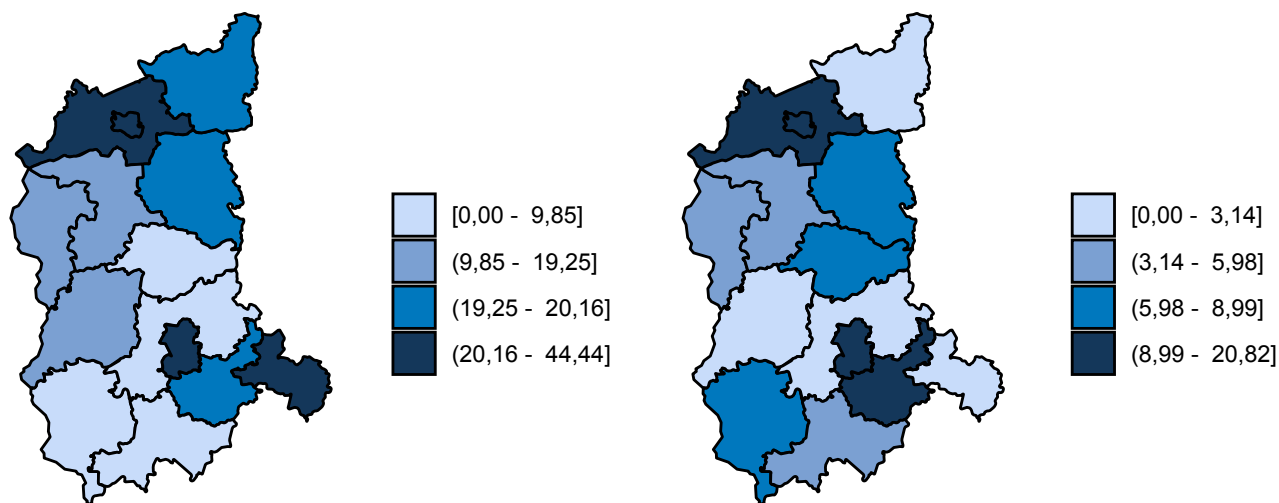 [0,00 - 9,85]
(9,85 - 19,25]
(19,25 - 20,16]
(20,16 - 44,44]
[0,00 - 3,14]
(3,14 - 5,98]
(5,98 - 8,99]
(8,99 - 20,82]